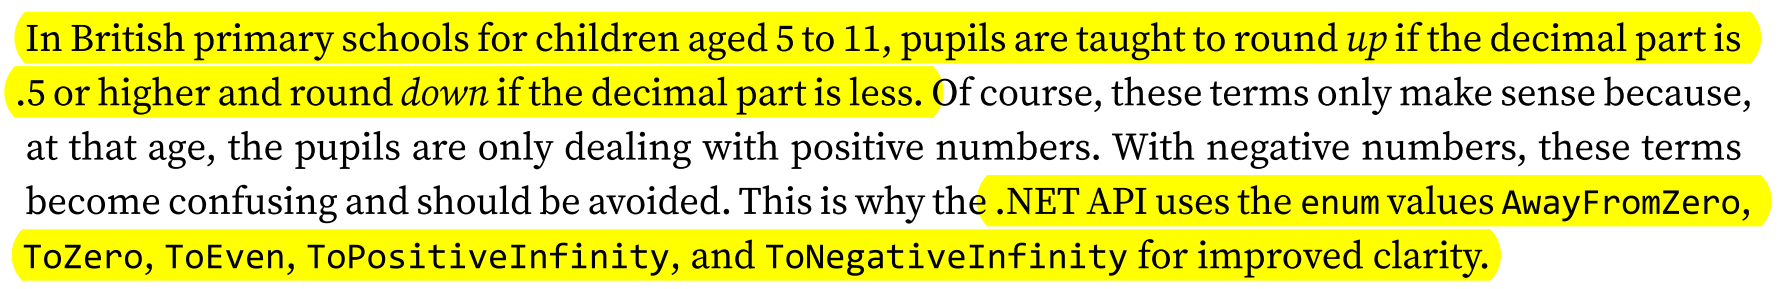 In British primary schools for children aged 5 to 11, pupils are taught to round up if the decimal part is
.5 or higher and round down if the decimal part is less. Of course, these terms only make sense because,
at that age, the pupils are only dealing with positive numbers. With negative numbers, these terms
become confusing and should be avoided. This is why the .NET API uses the enum values AwayFromZero,
ToZero, ToEven, ToPositiveInfinity, and ToNegativeInfinity for improved clarity.